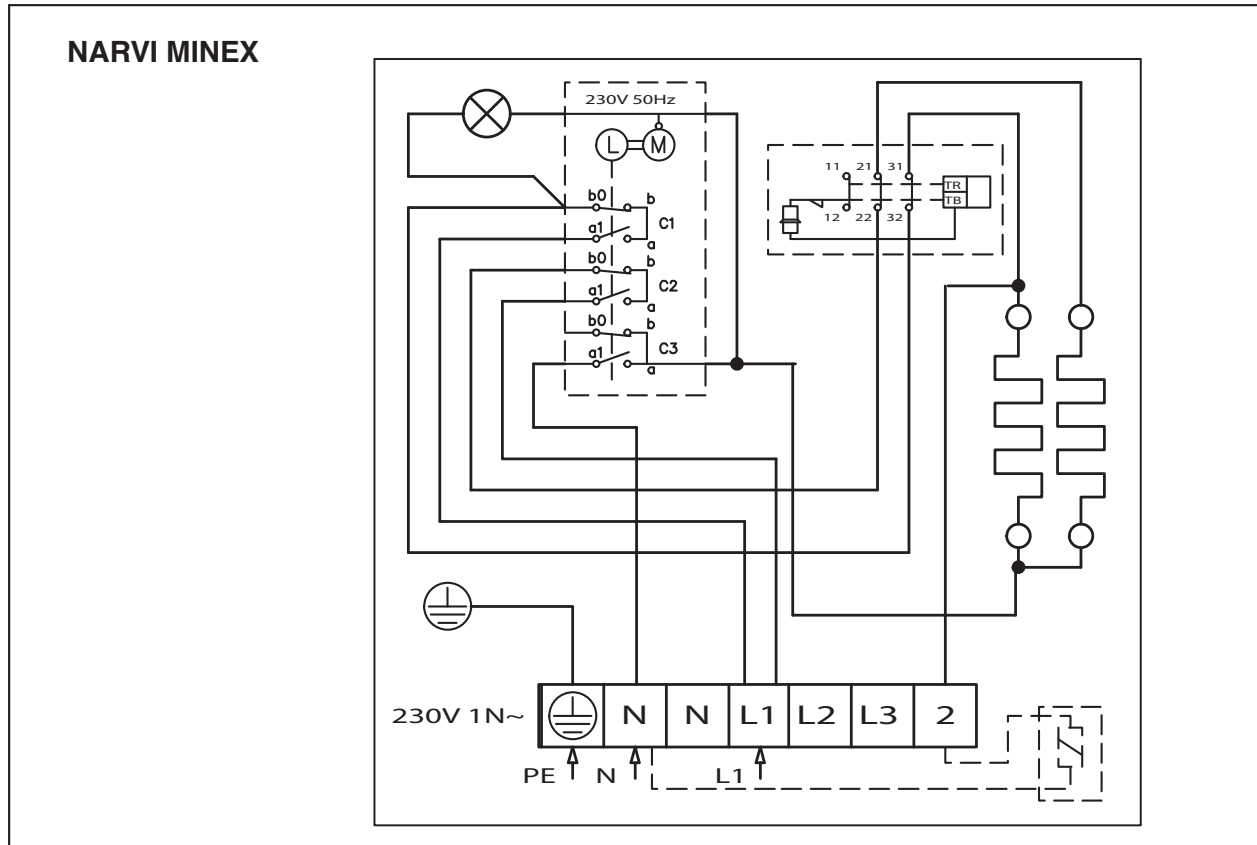 NARVI MINEX
230V 50Hz
L M
11 21 31
TR
TB
12 22 32
b0 b
C1
a1 a
b0 b
C2
a1 a
b0 b
C3
a1 a
230V 1N~ N N L1 L2 L3 2
PE N L1